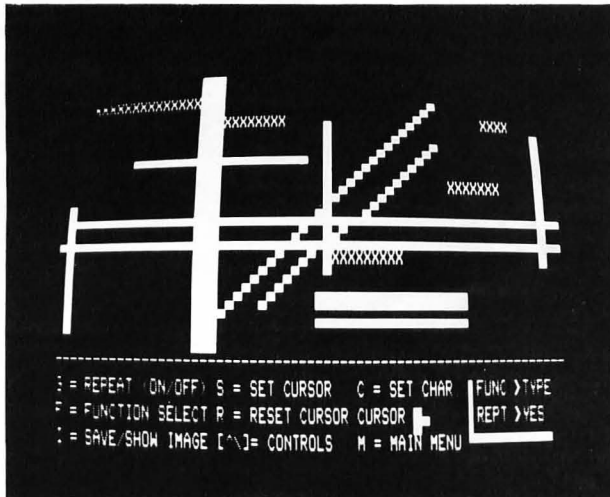 XXXXXXXXXXXXX
XXXXXXXX
XXXX
XXXXXXX
XXXXXXXXXX
= REPEAT (ON/OFF) S = SET CURSOR C = SET CHAR FUNC >TYPE
F = FUNCTION SELECT R = RESET CURSOR CURSOR REPT >YES
I = SAVE/SHOW IMAGE [^\]= CONTROLS M = MAIN MENU